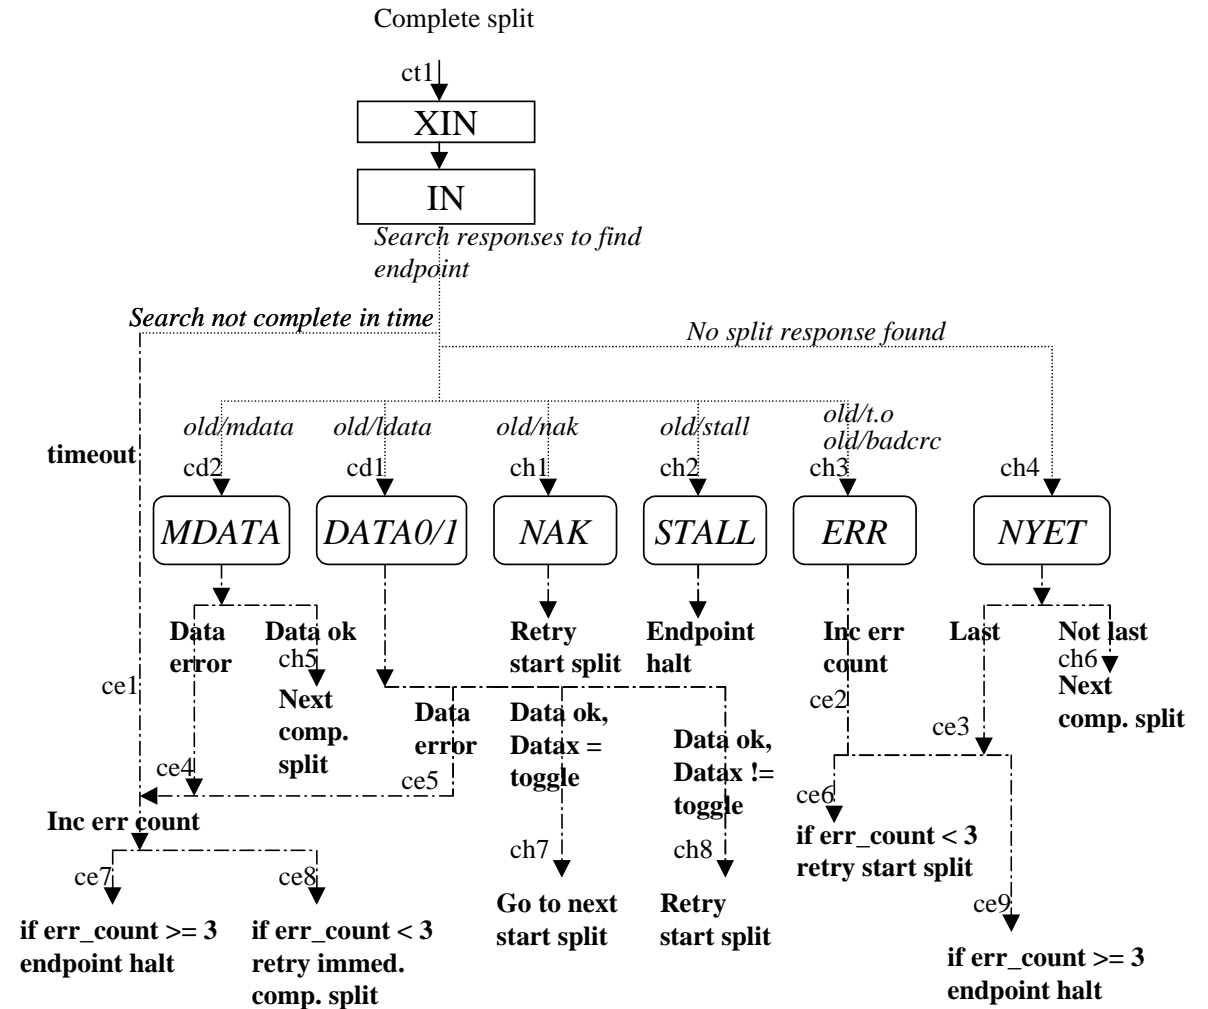 Complete split
ct1
XIN
IN
Search responses to find
endpoint
Search not complete in time
No split response found
old/mdata
old/ldata
old/nak
old/stall
old/t.o
old/badcrc
timeout
cd2
cd1
ch1
ch2
ch3
ch4
MDATA
DATA0/1
NAK
STALL
ERR
NYET
Data
error
Data ok
ch5
Next
comp.
split
Retry
start split
Endpoint
halt
Inc err
count
Last
Not last
ch6
Next
comp. split
ce1
ce2
ce3
Data
error
Data ok,
Datax =
toggle
Data ok,
Datax !=
toggle
ce4
ce5
ce6
Inc err count
if err_count < 3
retry start split
ch7
ch8
ce7
ce8
ce9
Go to next
start split
Retry
start split
if err_count >= 3
endpoint halt
if err_count < 3
retry immed.
comp. split
if err_count >= 3
endpoint halt